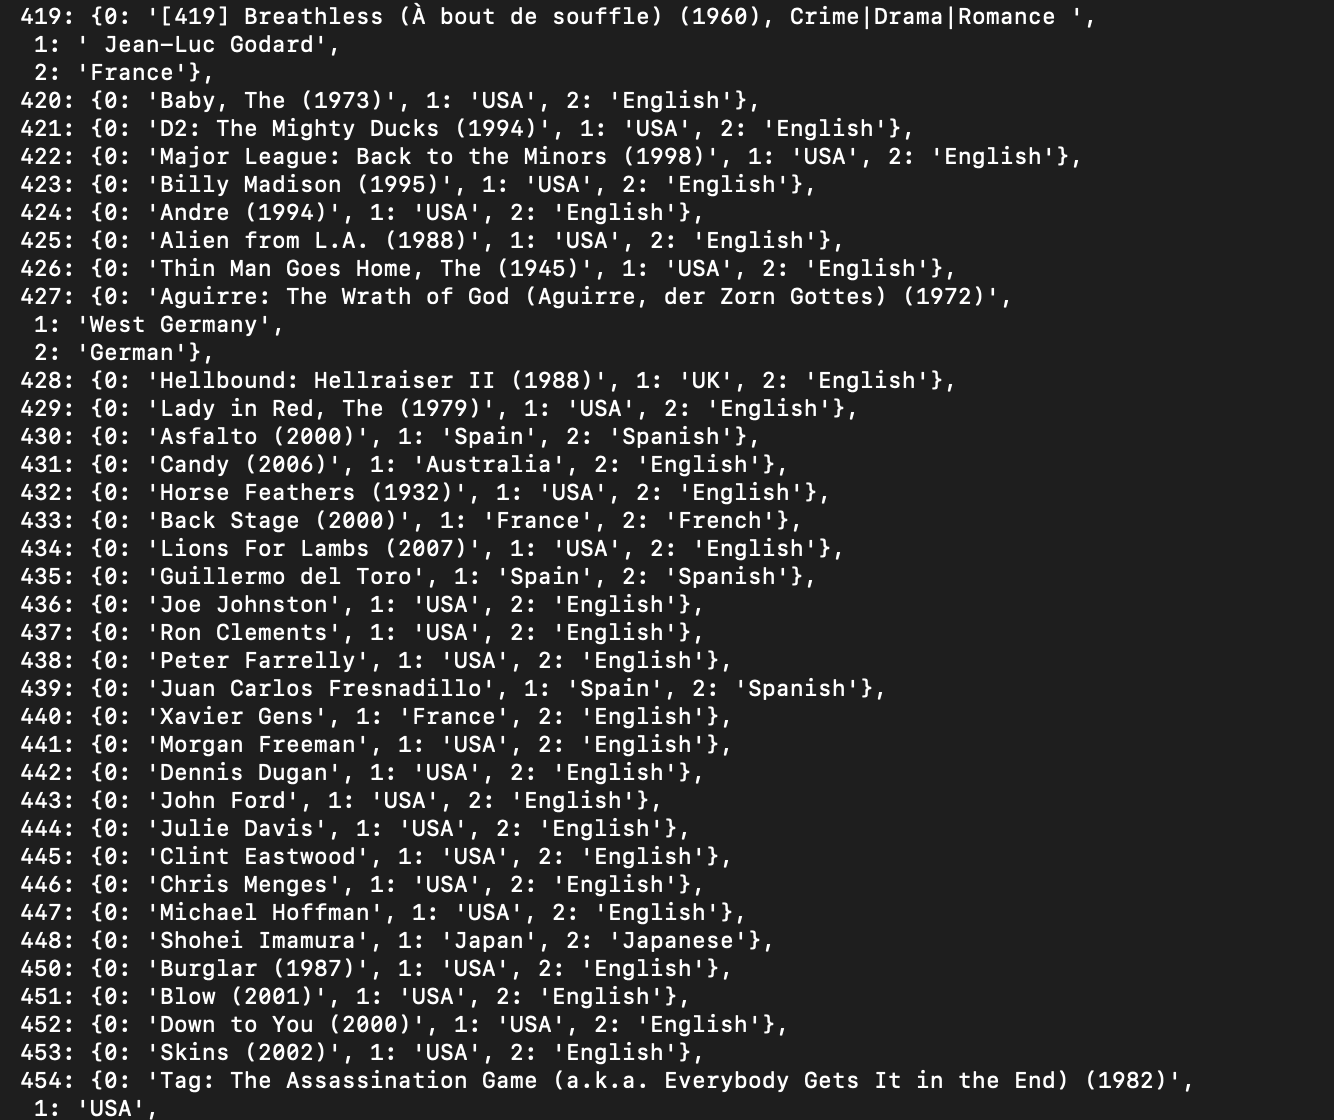 419: {0: '[419] Breathless (À bout de souffle) (1960), Crime|Drama|Romance ',
1: ' Jean-Luc Godard',
2: 'France'},
420: {0: 'Baby, The (1973)', 1: 'USA', 2: 'English'},
421: {0: 'D2: The Mighty Ducks (1994)', 1: 'USA', 2: 'English'},
422: {0: 'Major League: Back to the Minors (1998)', 1: 'USA', 2: 'English'},
423: {0: 'Billy Madison (1995)', 1: 'USA', 2: 'English'},
424: {0: 'Andre (1994)', 1: 'USA', 2: 'English'},
425: {0: 'Alien from L.A. (1988)', 1: 'USA', 2: 'English'},
426: {0: 'Thin Man Goes Home, The (1945)', 1: 'USA', 2: 'English'},
427: {0: 'Aguirre: The Wrath of God (Aguirre, der Zorn Gottes) (1972)',
1: 'West Germany',
2: 'German'},
428: {0: 'Hellbound: Hellraiser II (1988)', 1: 'UK', 2: 'English'},
429: {0: 'Lady in Red, The (1979)', 1: 'USA', 2: 'English'},
430: {0: 'Asfalto (2000)', 1: 'Spain', 2: 'Spanish'},
431: {0: 'Candy (2006)', 1: 'Australia', 2: 'English'},
432: {0: 'Horse Feathers (1932)', 1: 'USA', 2: 'English'},
433: {0: 'Back Stage (2000)', 1: 'France', 2: 'French'},
434: {0: 'Lions For Lambs (2007)', 1: 'USA', 2: 'English'},
435: {0: 'Guillermo del Toro', 1: 'Spain', 2: 'Spanish'},
436: {0: 'Joe Johnston', 1: 'USA', 2: 'English'},
437: {0: 'Ron Clements', 1: 'USA', 2: 'English'},
438: {0: 'Peter Farrelly', 1: 'USA', 2: 'English'},
439: {0: 'Juan Carlos Fresnadillo', 1: 'Spain', 2: 'Spanish'},
440: {0: 'Xavier Gens', 1: 'France', 2: 'English'},
441: {0: 'Morgan Freeman', 1: 'USA', 2: 'English'},
442: {0: 'Dennis Dugan', 1: 'USA', 2: 'English'},
443: {0: 'John Ford', 1: 'USA', 2: 'English'},
444: {0: 'Julie Davis', 1: 'USA', 2: 'English'},
445: {0: 'Clint Eastwood', 1: 'USA', 2: 'English'},
446: {0: 'Chris Menges', 1: 'USA', 2: 'English'},
447: {0: 'Michael Hoffman', 1: 'USA', 2: 'English'},
448: {0: 'Shohei Imamura', 1: 'Japan', 2: 'Japanese'},
450: {0: 'Burglar (1987)', 1: 'USA', 2: 'English'},
451: {0: 'Blow (2001)', 1: 'USA', 2: 'English'},
452: {0: 'Down to You (2000)', 1: 'USA', 2: 'English'},
453: {0: 'Skins (2002)', 1: 'USA', 2: 'English'},
454: {0: 'Tag: The Assassination Game (a.k.a. Everybody Gets It in the End) (1982)',
1: 'USA',